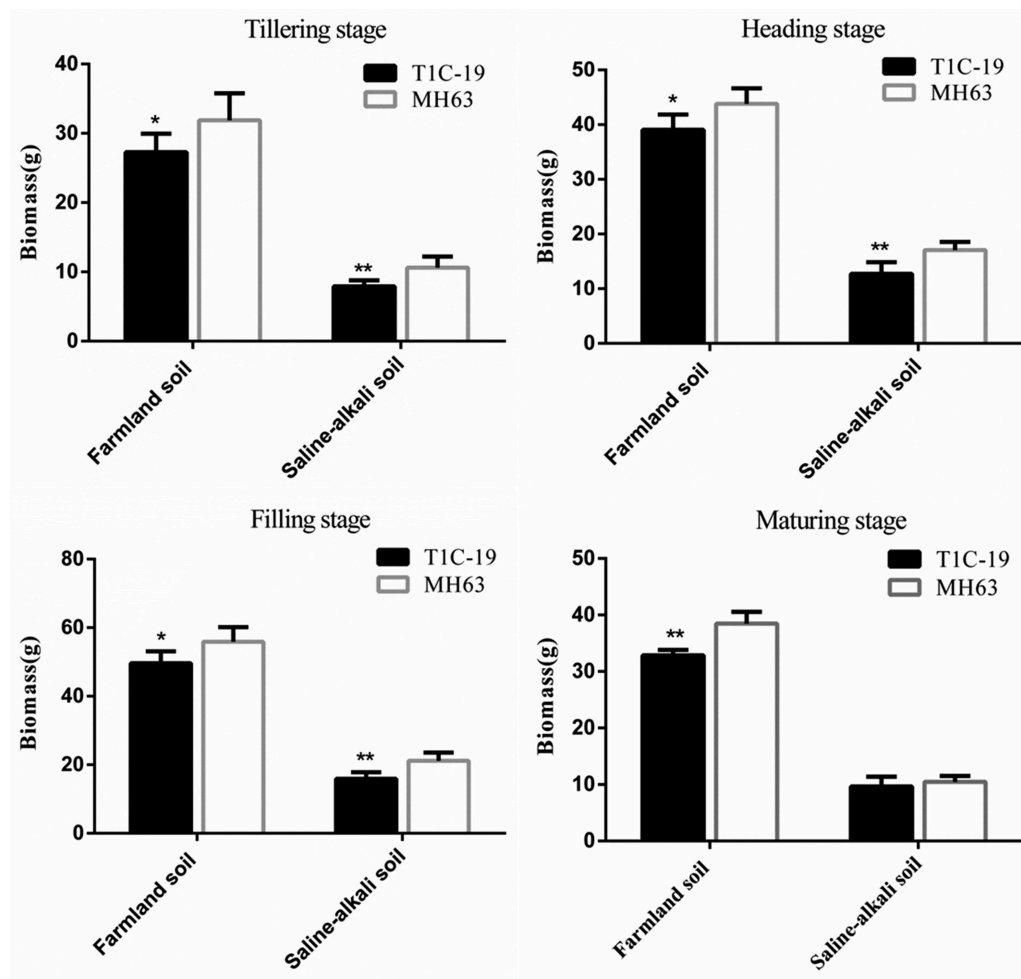 Tillering stage
T1C-19
MH63
Biomass(g)
40
30
20
10
0
*
**
Farmland soil
Saline-alkali soil
Heading stage
T1C-19
MH63
Biomass(g)
50
40
30
20
10
0
*
**
Farmland soil
Saline-alkali soil
Filling stage
T1C-19
MH63
Biomass(g)
80
60
40
20
0
*
**
Farmland soil
Saline-alkali soil
Maturing stage
T1C-19
MH63
Biomass(g)
50
40
30
20
10
0
**
Farmland soil
Saline-alkali soil